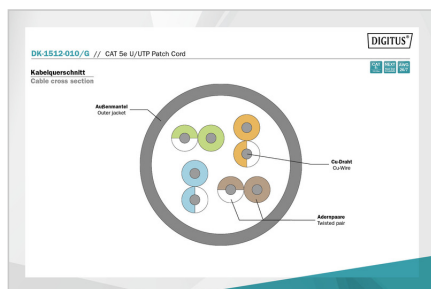 DIGITUS®
DK-1512-010/G // CAT 5e U/UTP Patch Cord
Kabelquerschnitt
Cable cross section
Außenmantel
Outer jacket
Cu-Draht
Cu-Wire
Adernpaare
Twisted pair